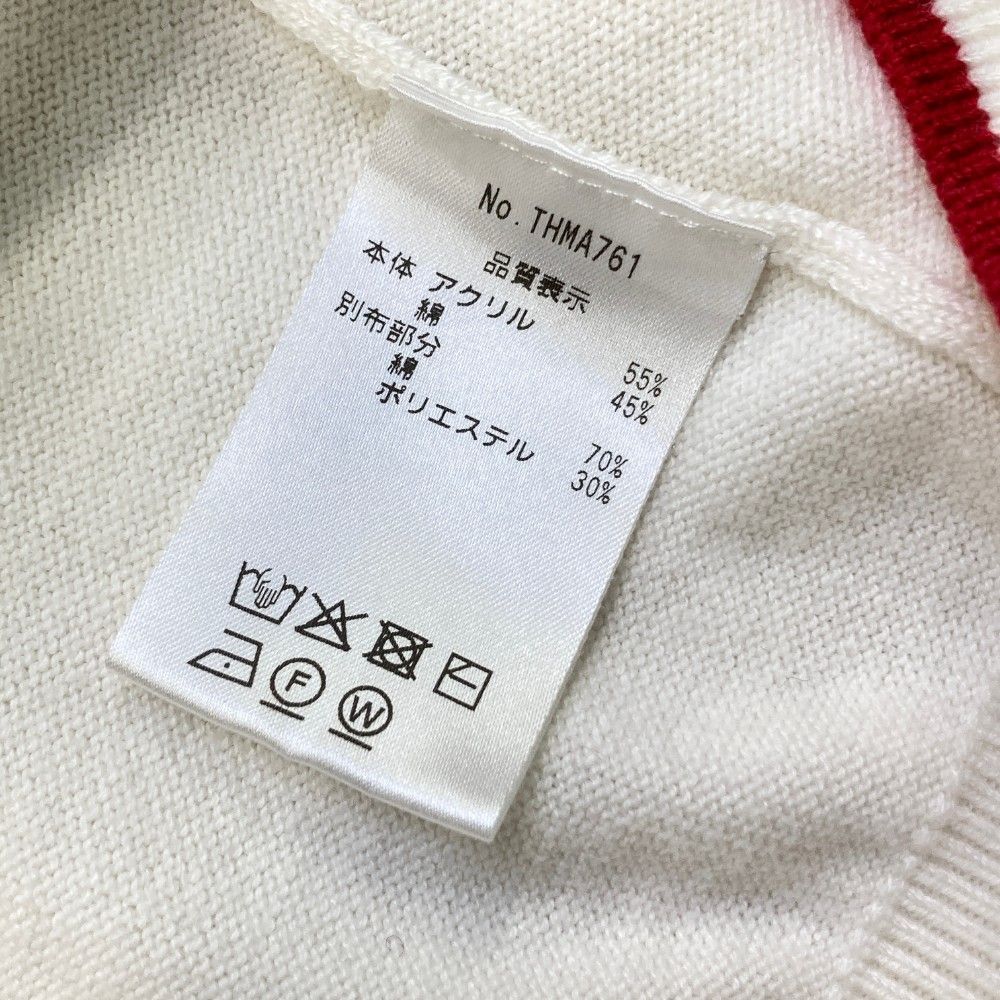 No.THMA761
品質表示
本体 アクリル 55%
綿 45%
別布部分
綿 70%
ポリエステル 30%
F
W